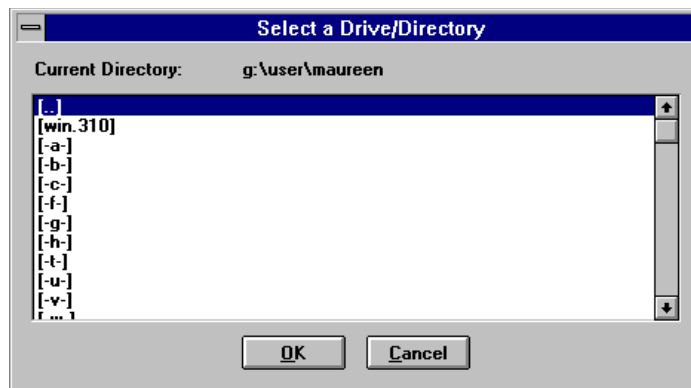 Select a Drive/Directory
Current Directory: g:\user\maureen
[..]
[win.310]
[-a-]
[-b-]
[-c-]
[-f-]
[-g-]
[-h-]
[-t-]
[-u-]
[-v-]
OK Cancel